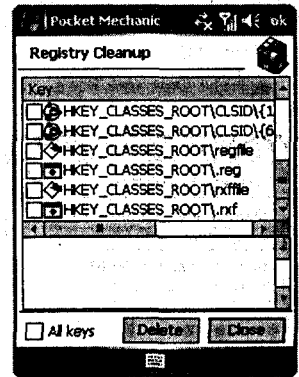 Pocket Mechanic ok
Registry Cleanup
Key
HKEY_CLASSES_ROOT\CLSID\{1
HKEY_CLASSES_ROOT\CLSID\{6
HKEY_CLASSES_ROOT\regfile
HKEY_CLASSES_ROOT\.reg
HKEY_CLASSES_ROOT\rxffile
HKEY_CLASSES_ROOT\.rxf
All keys Delete Close